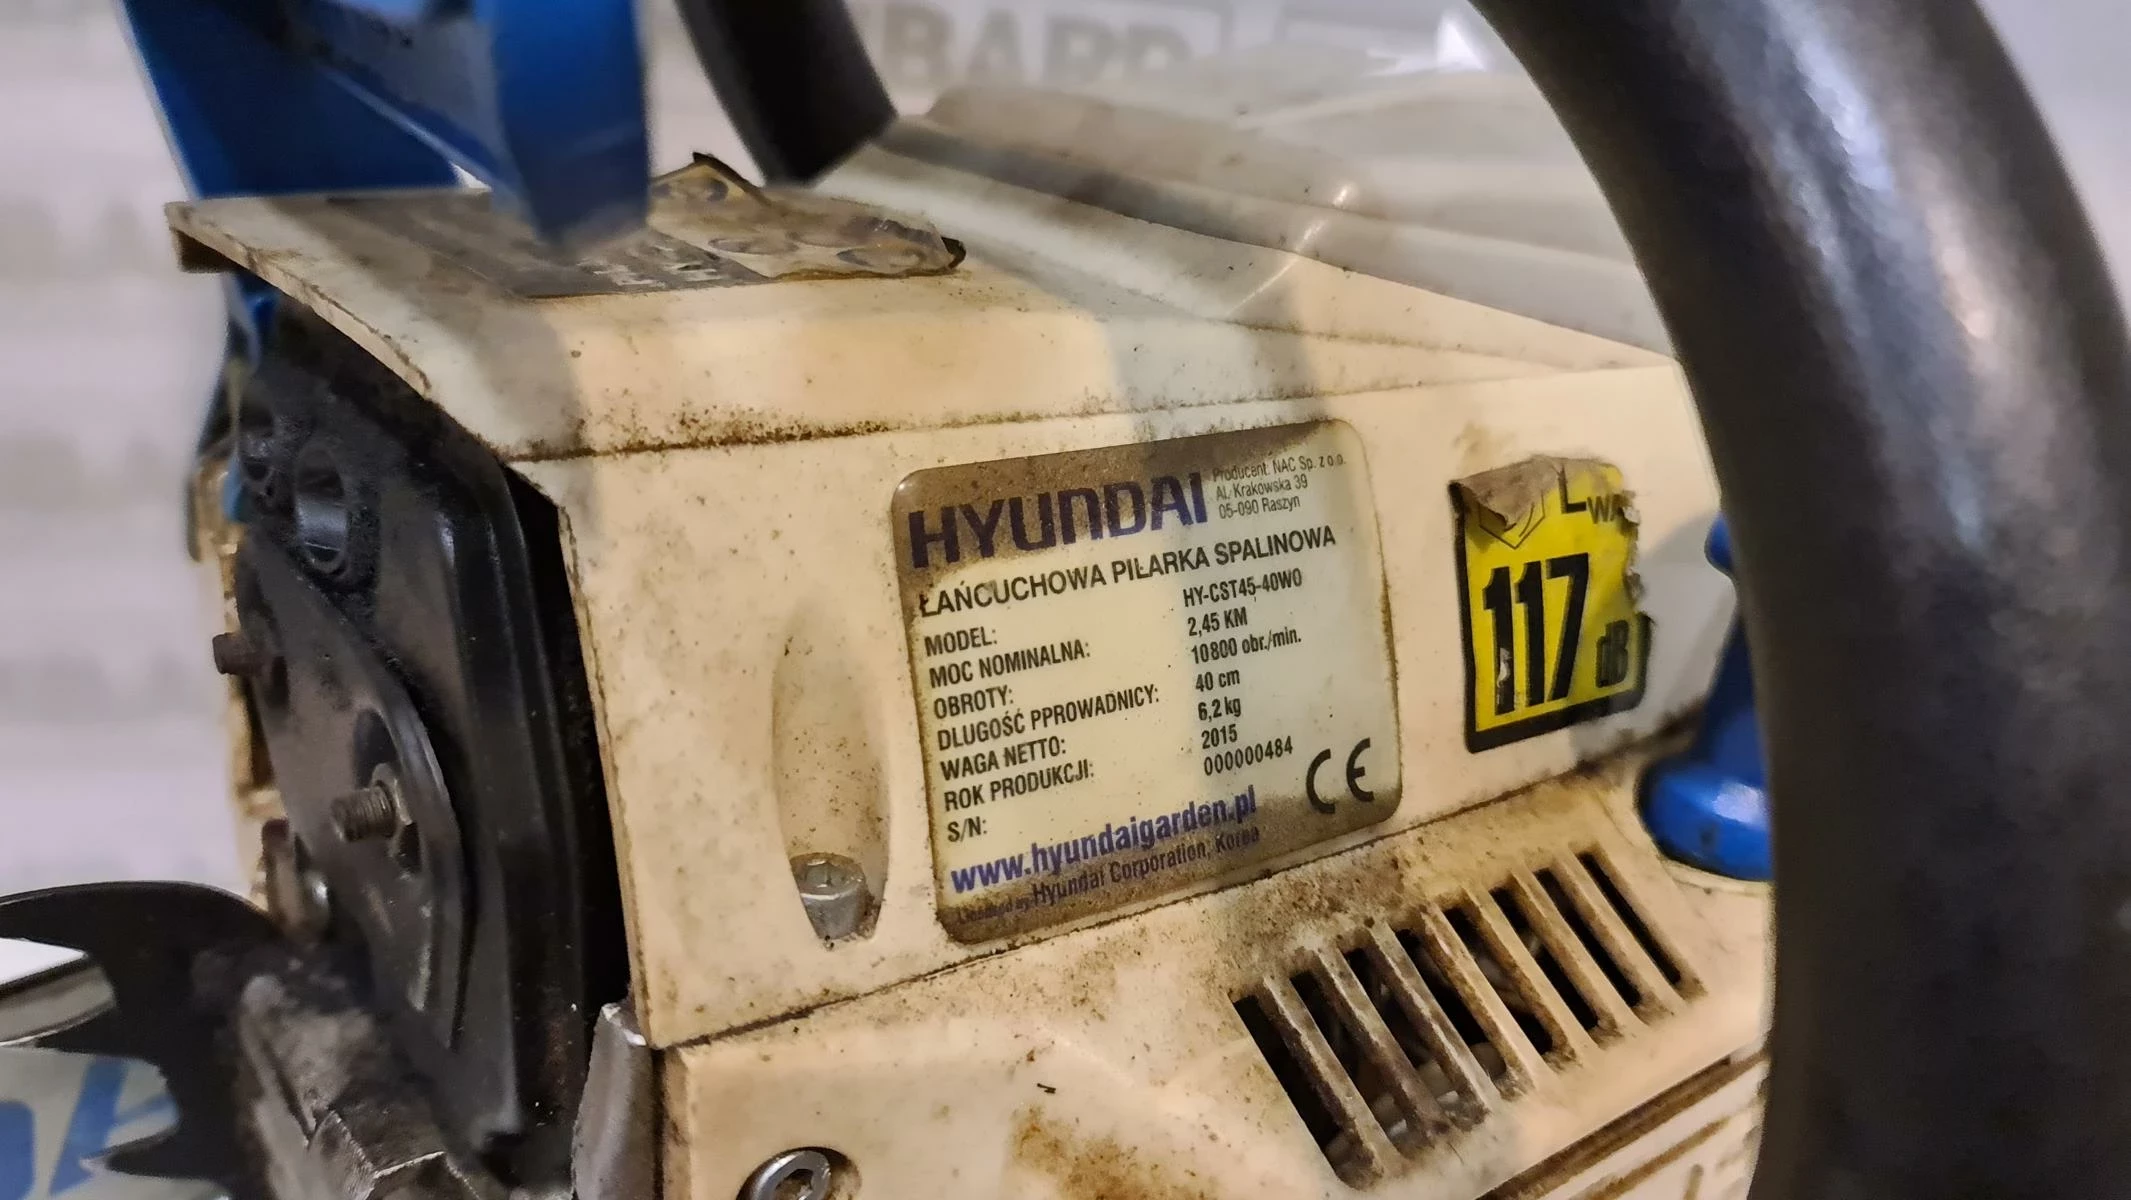 HYUNDAI
Producent: NAC Sp. z o.o.
Al. Krakowska 39
05-090 Raszyn
ŁAŃCUCHOWA PILARKA SPALINOWA
MODEL: HY-CST45-40WO
MOC NOMINALNA: 2,45 KM
OBROTY: 10800 obr./min.
DLUGOŚĆ PPROWADNICY: 40 cm
WAGA NETTO: 6,2 kg
ROK PRODUKCJI: 2015
S/N: 000000484
www.hyundaigarden.pl
CE
Licensed by Hyundai Corporation, Korea
117 dB